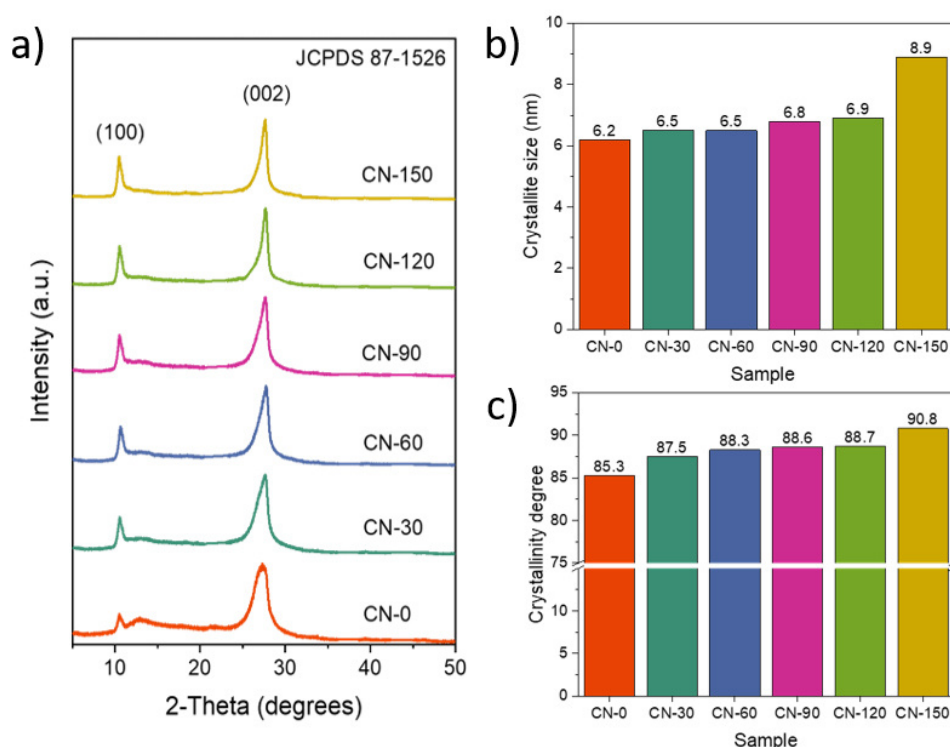 a)
JCPDS 87-1526
(100)
(002)
CN-150
CN-120
CN-90
CN-60
CN-30
CN-0
Intensity (a.u.)
10 20 30 40 50
2-Theta (degrees)
b)
Crystallite size (nm)
10
8
6
4
2
0
6.2 6.5 6.5 6.8 6.9 8.9
CN-0 CN-30 CN-60 CN-90 CN-120 CN-150
Sample
c)
Crystallinity degree
95
90
85
80
75
10
5
0
85.3 87.5 88.3 88.6 88.7 90.8
CN-0 CN-30 CN-60 CN-90 CN-120 CN-150
Sample